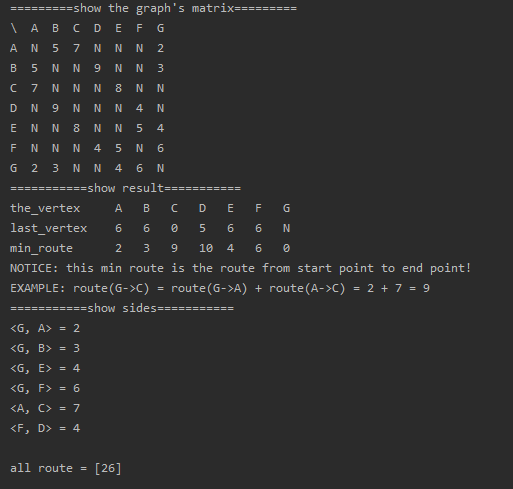 =========show the graph's matrix=========
\ A B C D E F G
A N 5 7 N N N 2
B 5 N N 9 N N 3
C 7 N N N 8 N N
D N 9 N N N 4 N
E N N 8 N N 5 4
F N N N 4 5 N 6
G 2 3 N N 4 6 N
===========show result===========
the_vertex A B C D E F G
last_vertex 6 6 0 5 6 6 N
min_route 2 3 9 10 4 6 0
NOTICE: this min route is the route from start point to end point!
EXAMPLE: route(G->C) = route(G->A) + route(A->C) = 2 + 7 = 9
===========show sides===========
<G, A> = 2
<G, B> = 3
<G, E> = 4
<G, F> = 6
<A, C> = 7
<F, D> = 4
all route = [26]